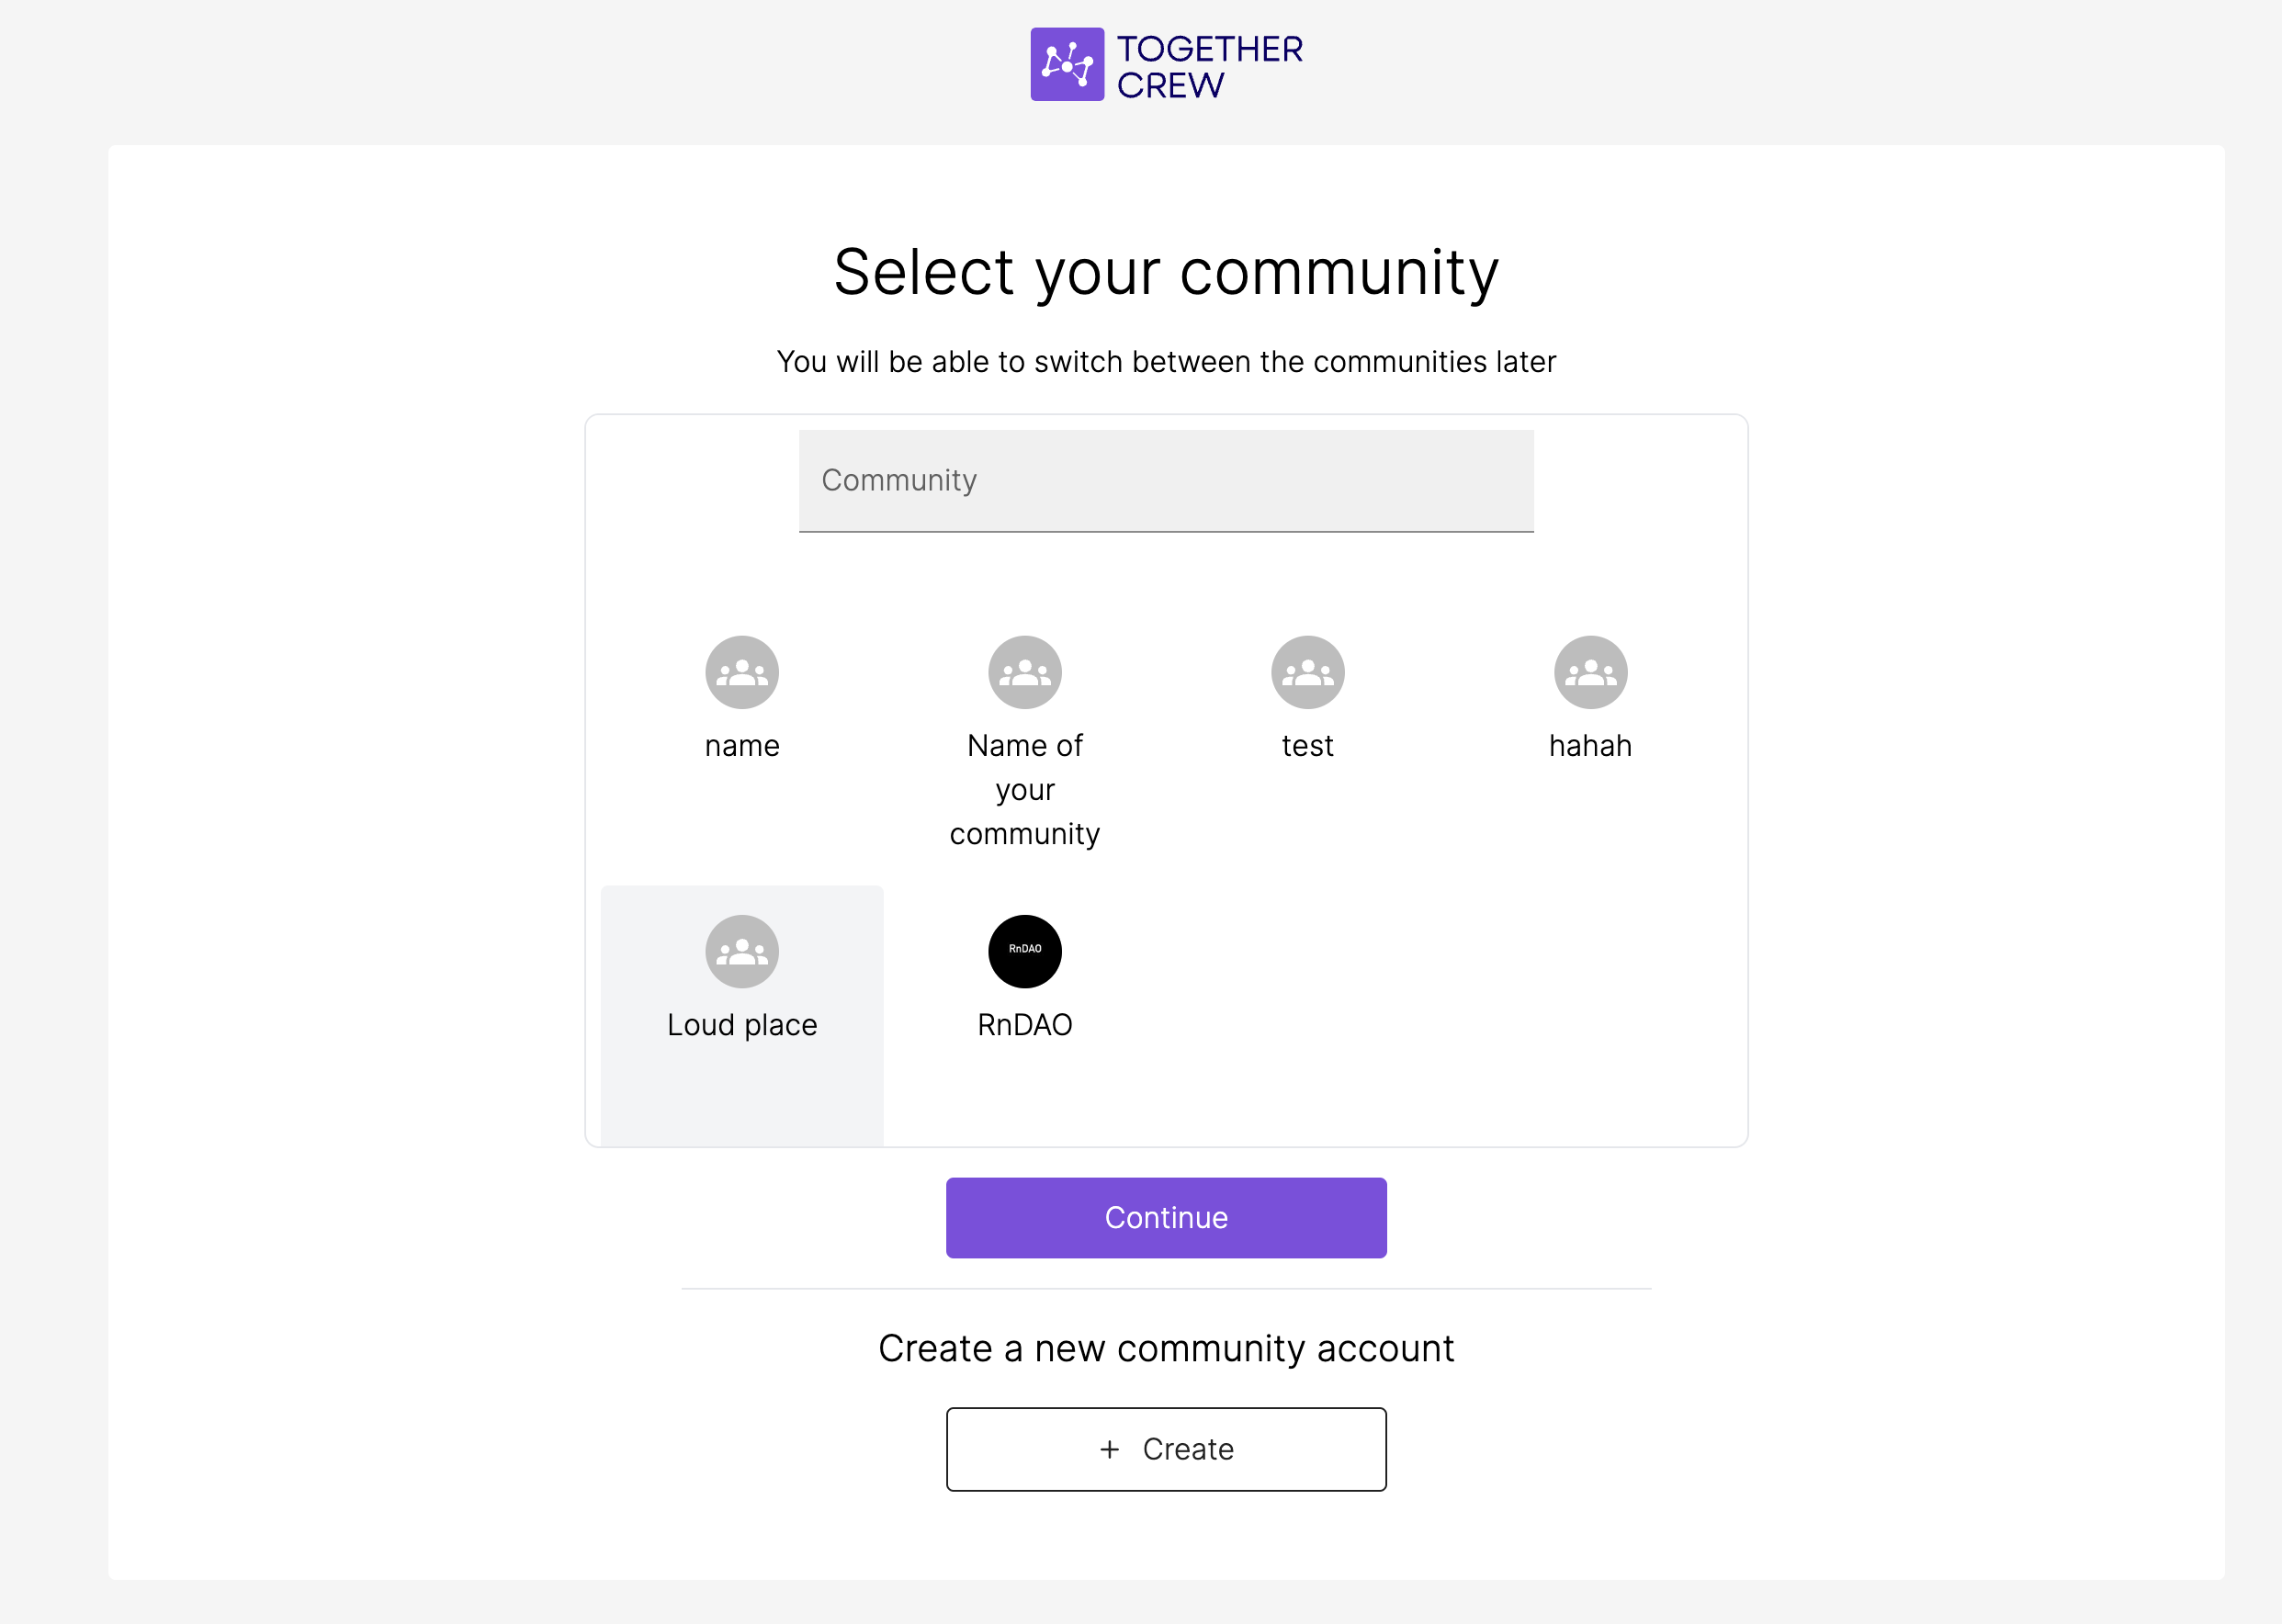 TOGETHER
CREW
Select your community
You will be able to switch between the communities later
Community
name
Name of
your
community
test
hahah
Loud place
RnDAO
RnDAO
Continue
Create a new community account
+ Create